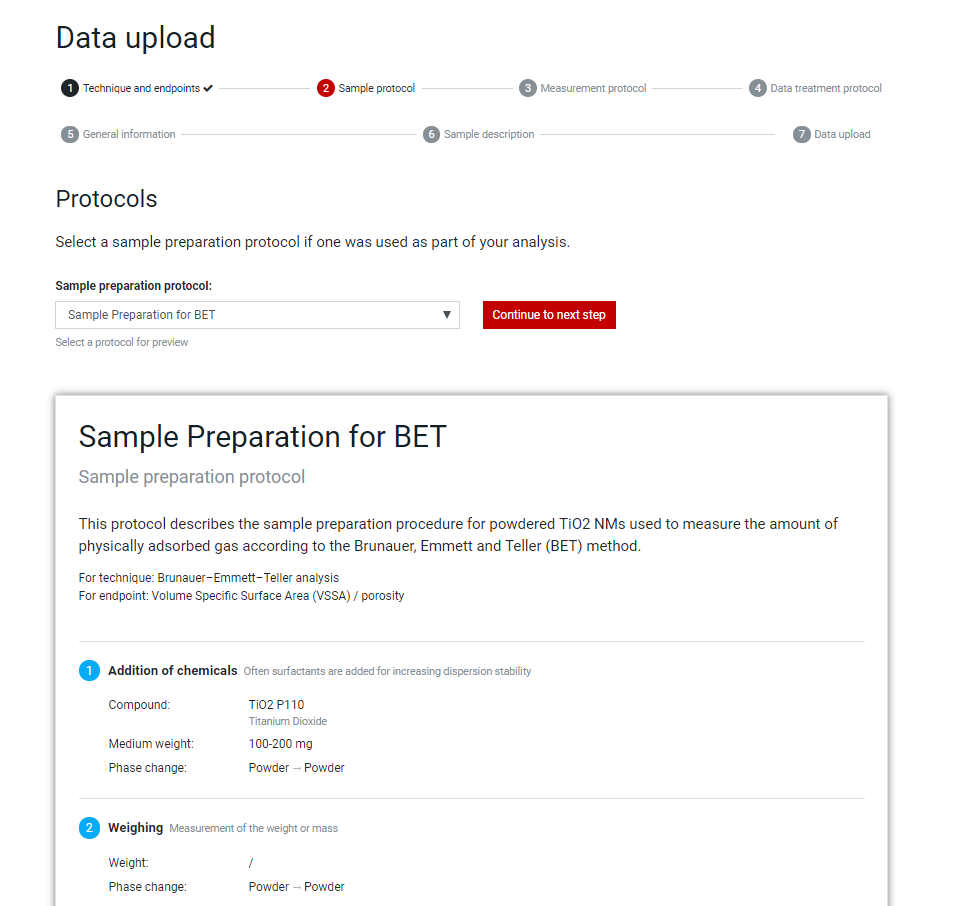 Data upload
1 Technique and endpoints ✔ 2 Sample protocol 3 Measurement protocol 4 Data treatment protocol
5 General information 6 Sample description 7 Data upload
Protocols
Select a sample preparation protocol if one was used as part of your analysis.
Sample preparation protocol:
Sample Preparation for BET ▼ Continue to next step
Select a protocol for preview
Sample Preparation for BET
Sample preparation protocol
This protocol describes the sample preparation procedure for powdered TiO2 NMs used to measure the amount of
physically adsorbed gas according to the Brunauer, Emmett and Teller (BET) method.
For technique: Brunauer–Emmett–Teller analysis
For endpoint: Volume Specific Surface Area (VSSA) / porosity
1 Addition of chemicals Often surfactants are added for increasing dispersion stability
Compound: TiO2 P110
Titanium Dioxide
Medium weight: 100-200 mg
Phase change: Powder → Powder
2 Weighing Measurement of the weight or mass
Weight: /
Phase change: Powder → Powder